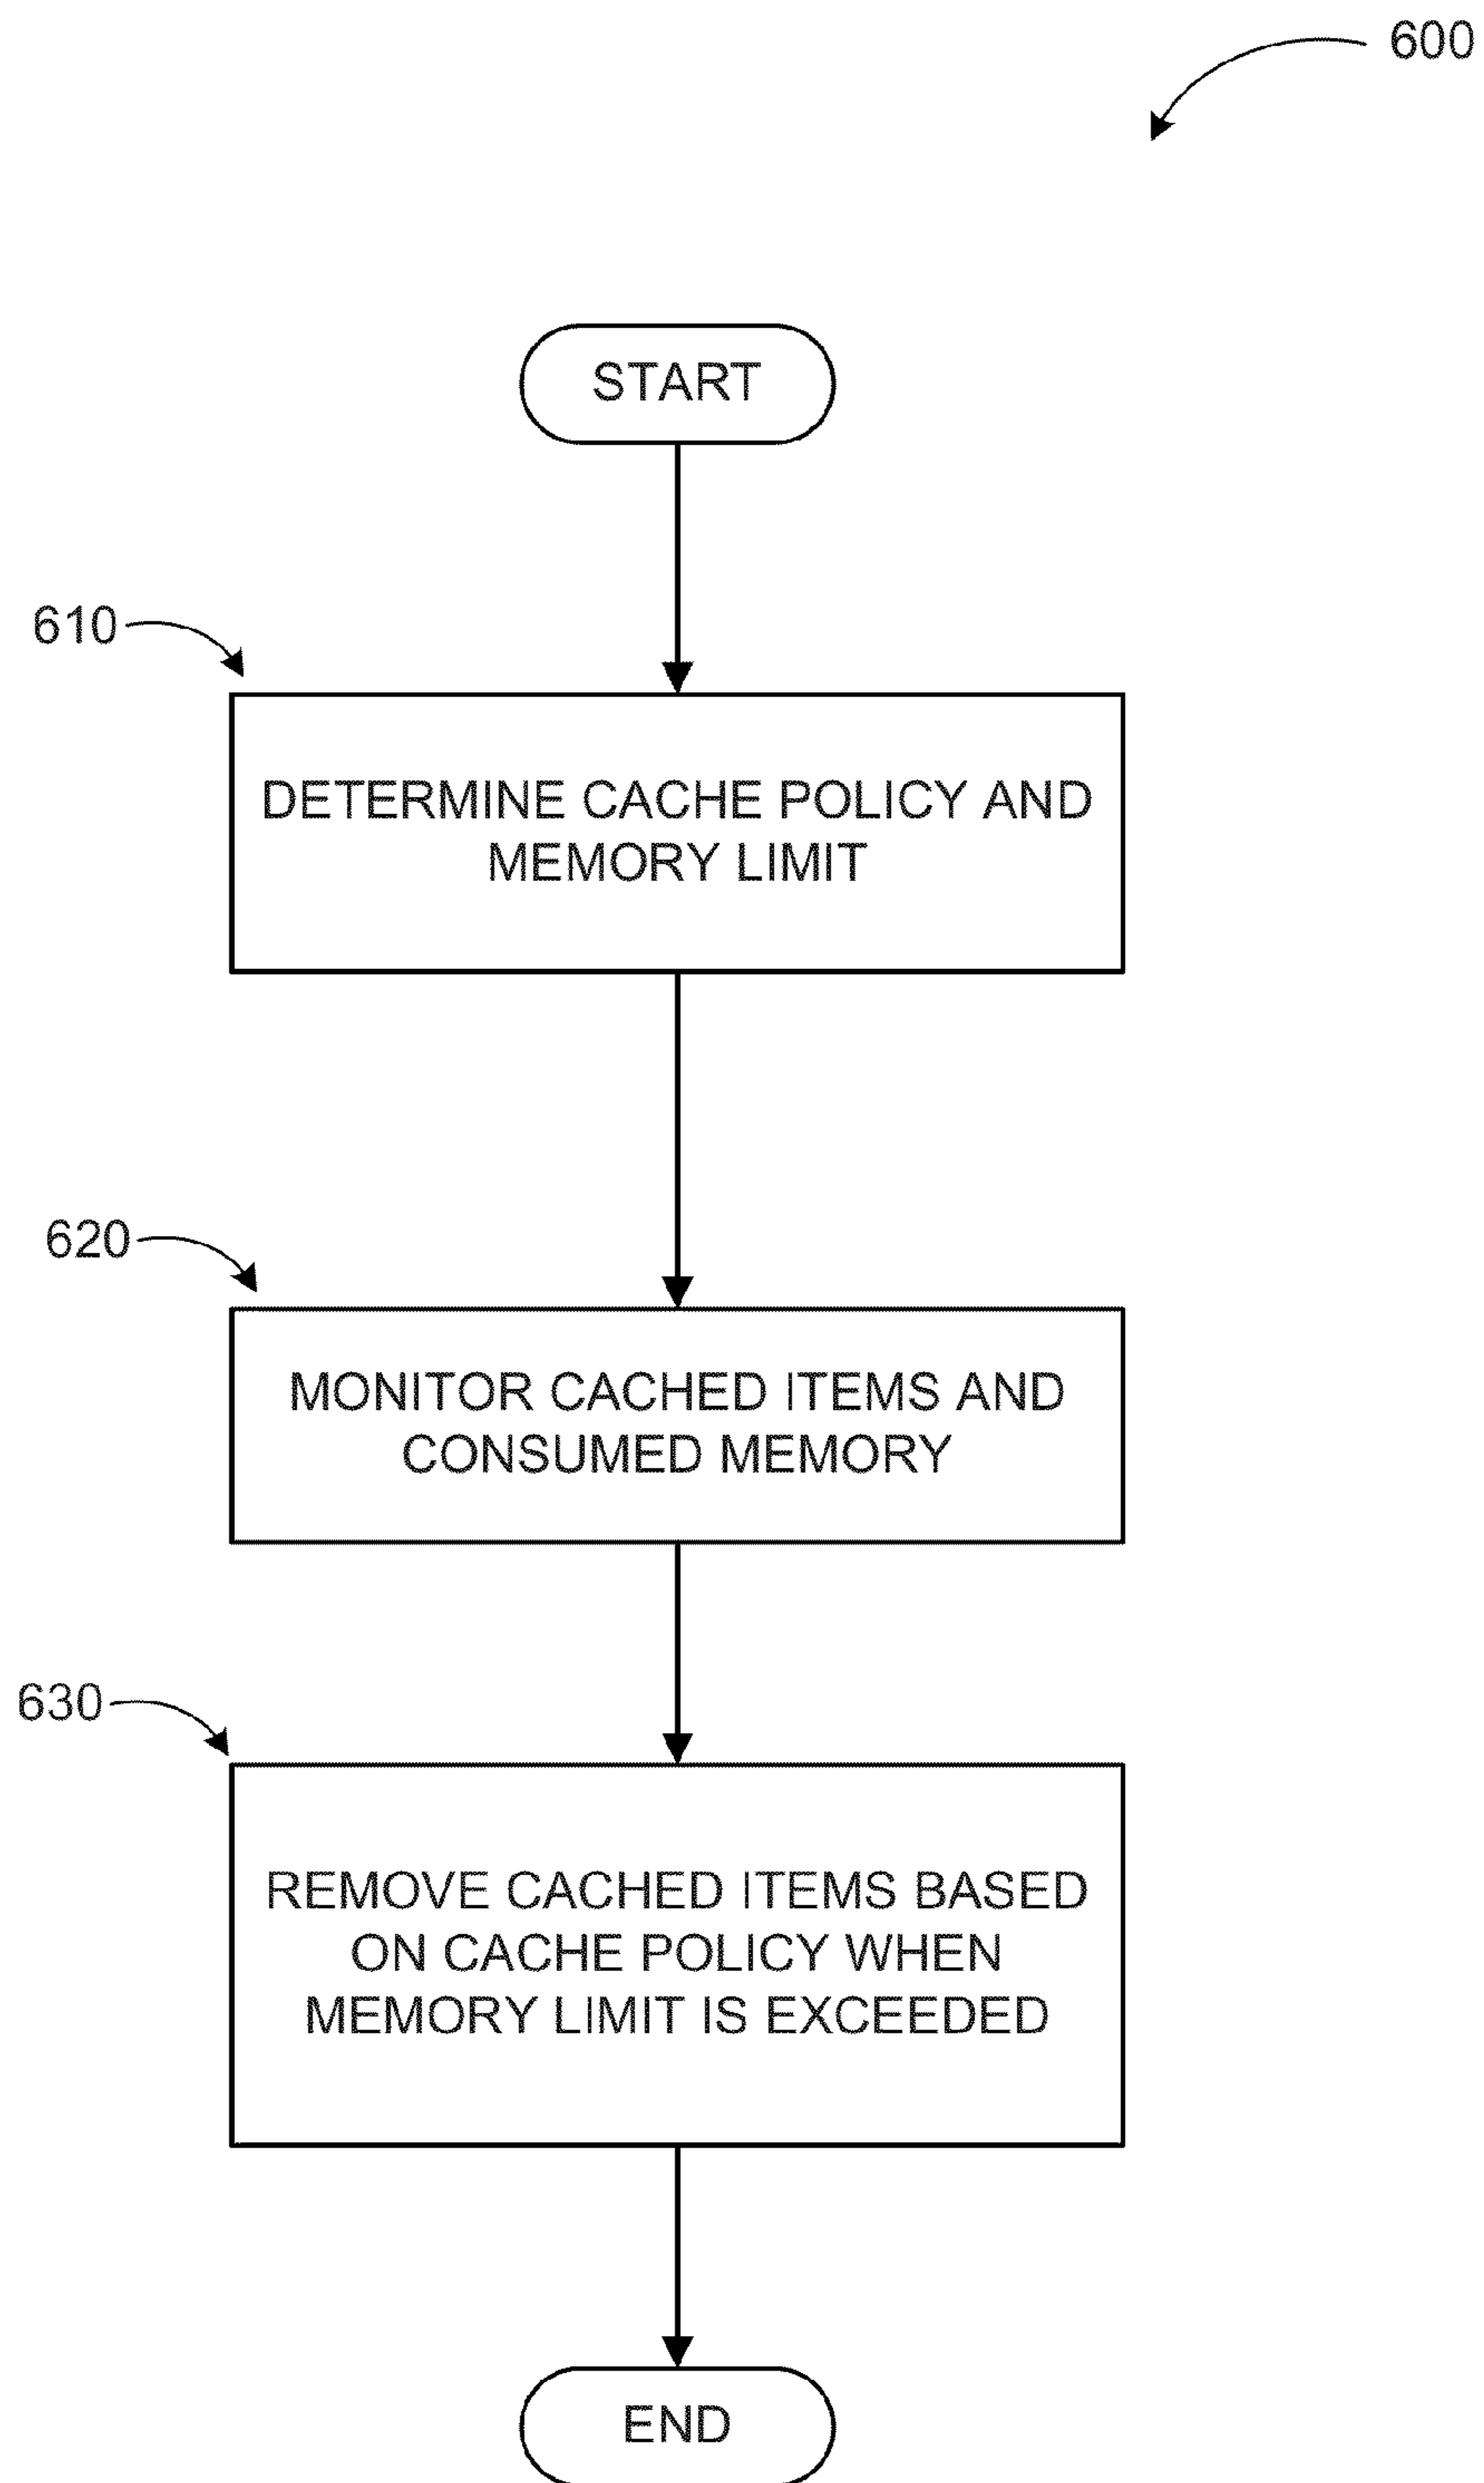 600
START
610
DETERMINE CACHE POLICY AND
MEMORY LIMIT
620
MONITOR CACHED ITEMS AND
CONSUMED MEMORY
630
REMOVE CACHED ITEMS BASED
ON CACHE POLICY WHEN
MEMORY LIMIT IS EXCEEDED
END